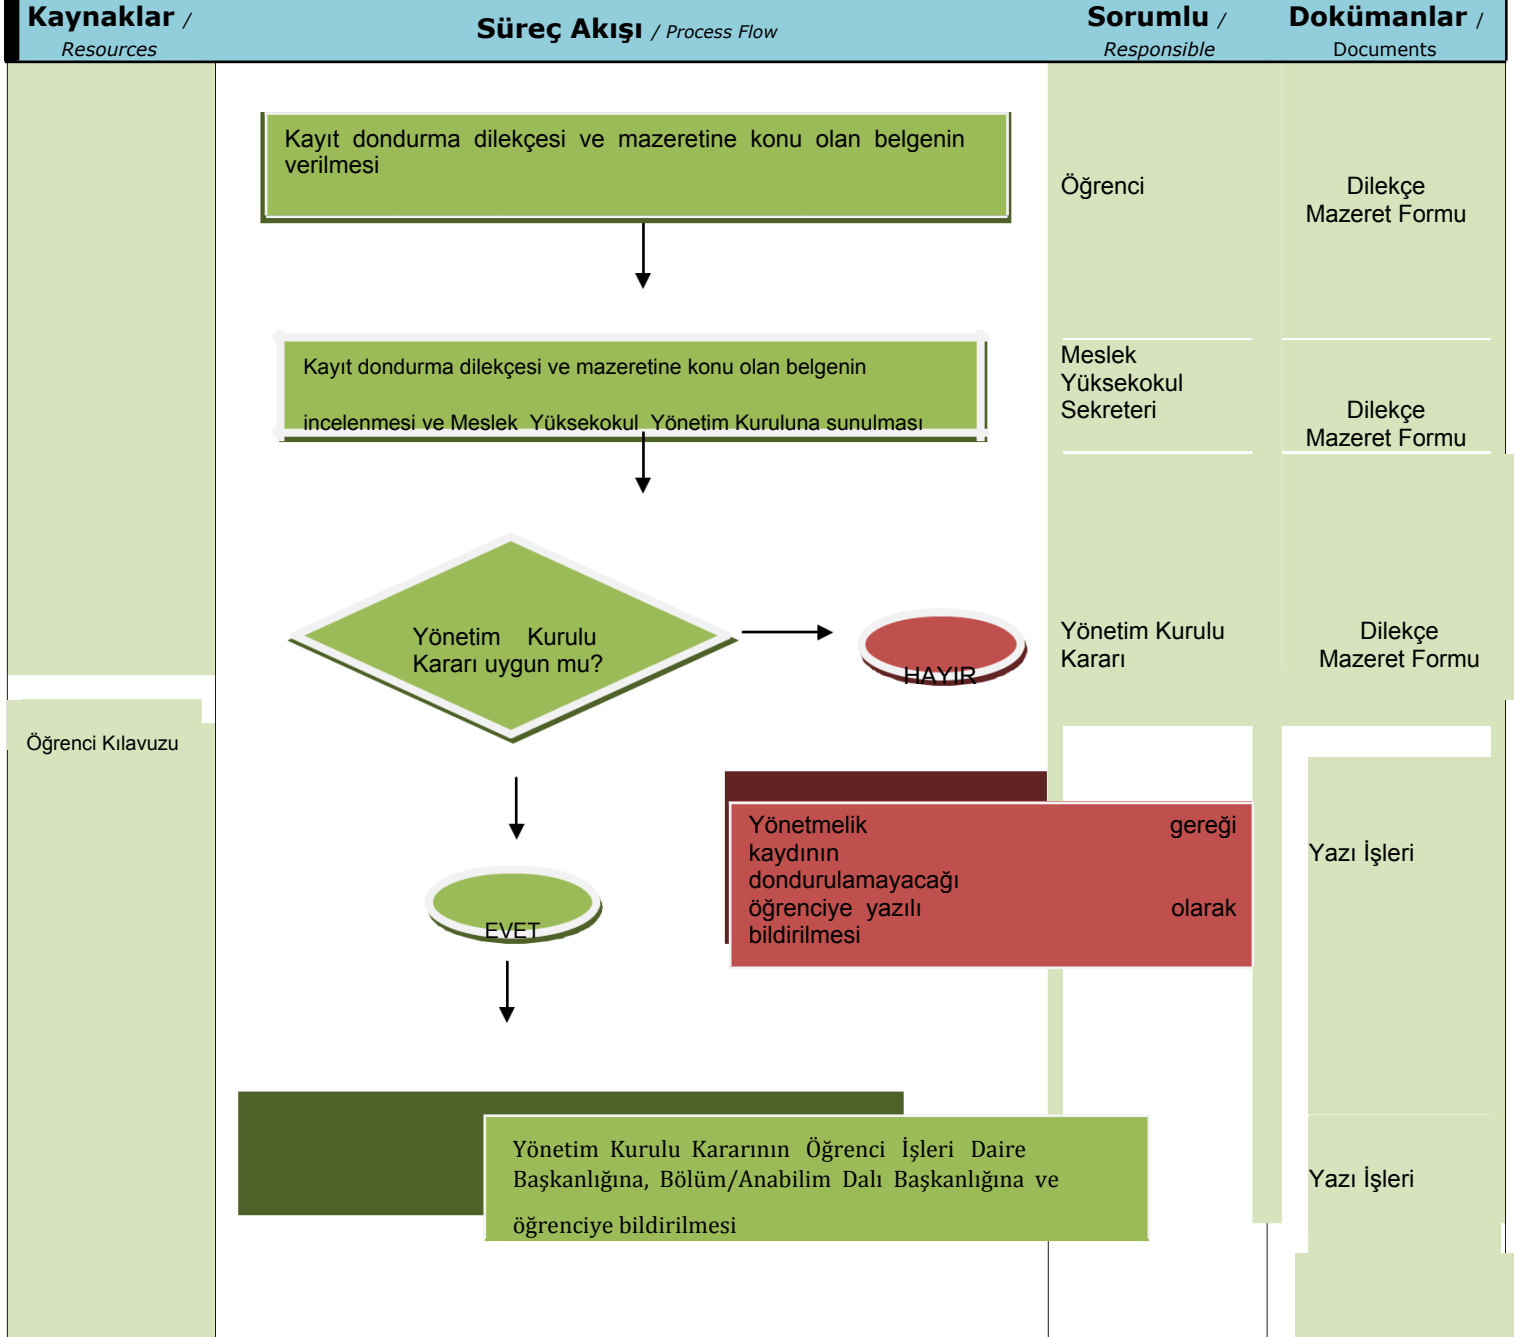 Kaynaklar /
Resources
Süreç Akışı / Process Flow
Sorumlu /
Responsible
Dokümanlar /
Documents
Kayıt dondurma dilekçesi ve mazeretine konu olan belgenin
verilmesi
Öğrenci
Dilekçe
Mazeret Formu
Kayıt dondurma dilekçesi ve mazeretine konu olan belgenin
incelenmesi ve Meslek Yüksekokul Yönetim Kuruluna sunulması
Meslek
Yüksekokul
Sekreteri
Dilekçe
Mazeret Formu
Yönetim Kurulu
Kararı uygun mu?
HAYIR
Yönetim Kurulu
Kararı
Dilekçe
Mazeret Formu
Öğrenci Kılavuzu
Yönetmelik gereği
kaydının
dondurulamayacağı
öğrenciye yazılı olarak
bildirilmesi
Yazı İşleri
EVET
Yönetim Kurulu Kararının Öğrenci İşleri Daire
Başkanlığına, Bölüm/Anabilim Dalı Başkanlığına ve
öğrenciye bildirilmesi
Yazı İşleri